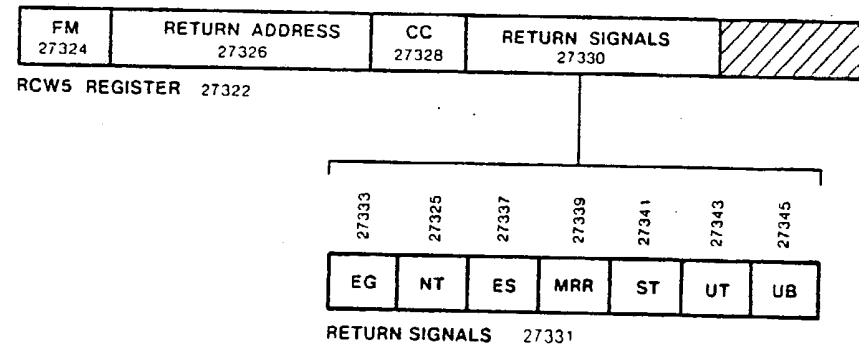 FM RETURN ADDRESS CC RETURN SIGNALS
27324 27326 27328 27330
RCWS REGISTER 27322
27333 27325 27337 27339 27341 27343 27345
EG NT ES MRR ST UT UB
RETURN SIGNALS 27331